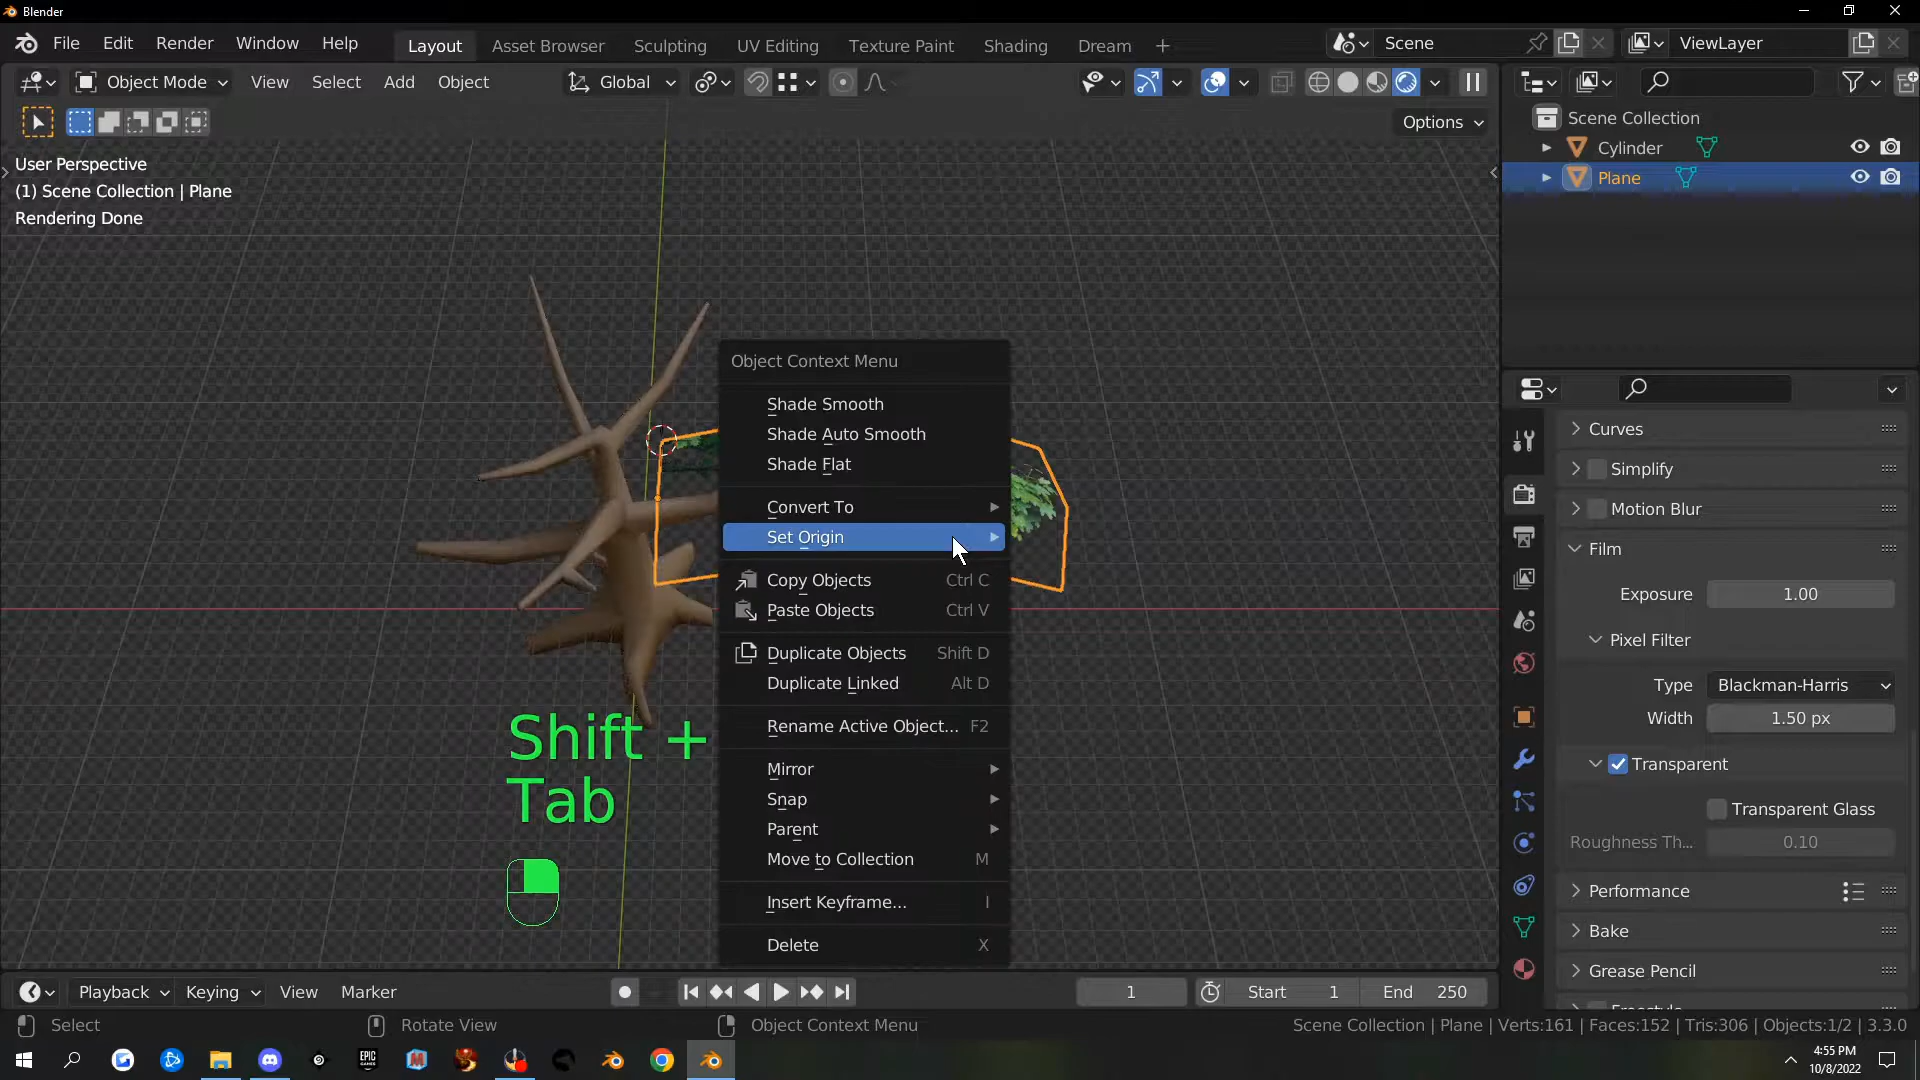 Blender
File Edit Render Window Help Layout Asset Browser Sculpting UV Editing Texture Paint Shading Dream + Scene ViewLayer
Object Mode View Select Add Object Global
Options
Scene Collection
Cylinder
Plane
User Perspective
(1) Scene Collection | Plane
Rendering Done
Object Context Menu
Shade Smooth
Shade Auto Smooth
Shade Flat
Convert To
Set Origin
Copy Objects Ctrl C
Paste Objects Ctrl V
Duplicate Objects Shift D
Duplicate Linked Alt D
Rename Active Object... F2
Mirror
Snap
Parent
Move to Collection M
Insert Keyframe... I
Delete X
Shift +
Tab
Curves
Simplify
Motion Blur
Film
Exposure 1.00
Pixel Filter
Type Blackman-Harris
Width 1.50 px
Transparent
Transparent Glass
Roughness Th... 0.10
Performance
Bake
Grease Pencil
Freestyle
Playback Keying View Marker 1 Start 1 End 250
Select Rotate View Object Context Menu Scene Collection | Plane | Verts:161 | Faces:152 | Tris:306 | Objects:1/2 | 3.3.0
EPIC
GAMES
4:55 PM
10/8/2022